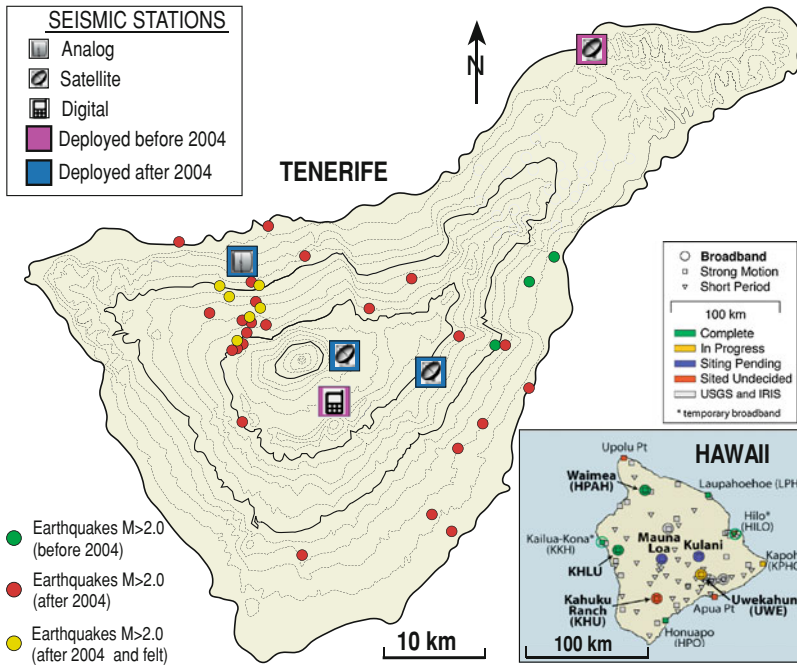 SEISMIC STATIONS
Analog
Satellite
Digital
Deployed before 2004
Deployed after 2004
N
TENERIFE
Broadband
Strong Motion
Short Period
100 km
Complete
In Progress
Siting Pending
Sited Undecided
USGS and IRIS
* temporary broadband
Earthquakes M>2.0
(before 2004)
Earthquakes M>2.0
(after 2004)
Earthquakes M>2.0
(after 2004 and felt)
10 km
HAWAII
Upolu Pt
Waimea
(HPAH)
Laupahoehoe (LPH
Hilo*
(HILO)
Kailua-Kona*
(KKH)
Mauna
Loa
Kulani
Kapoh
(KPHO
KHLU
Kahuku
Ranch
(KHU)
Uwekahun
(UWE)
Apua Pt
Honuapo
(HPO)
100 km